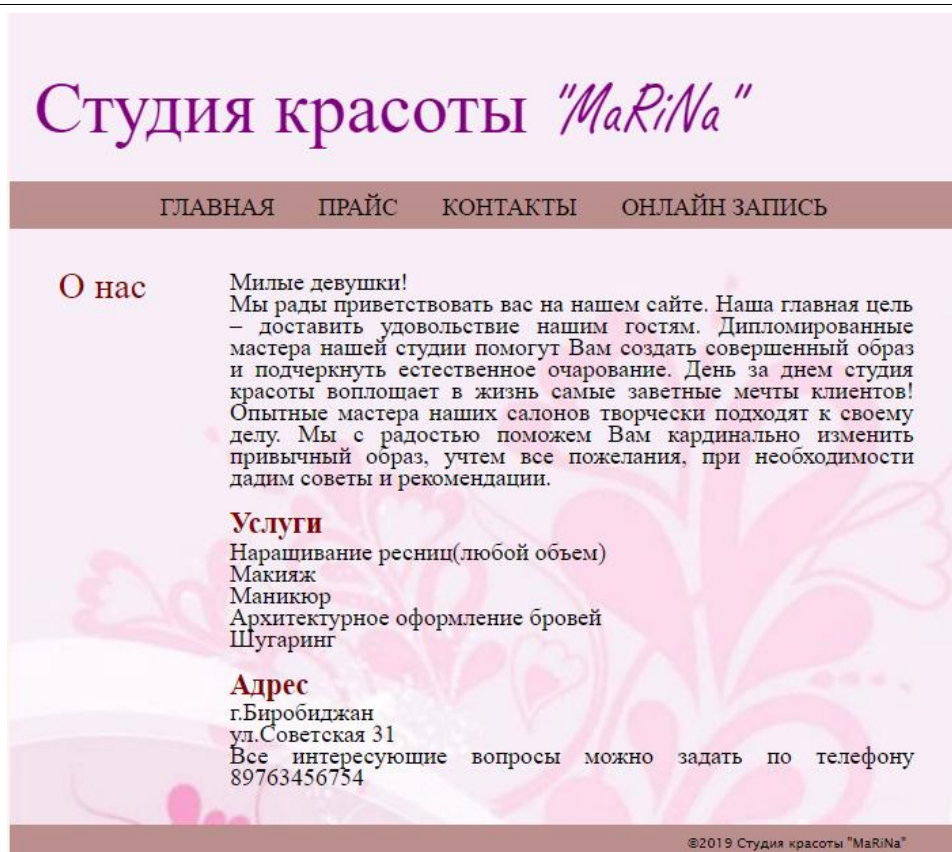 Студия красоты "MaRiNa"
ГЛАВНАЯ ПРАЙС КОНТАКТЫ ОНЛАЙН ЗАПИСЬ
О нас
Милые девушки!
Мы рады приветствовать вас на нашем сайте. Наша главная цель
– доставить удовольствие нашим гостям. Дипломированные
мастера нашей студии помогут Вам создать совершенный образ
и подчеркнуть естественное очарование. День за днем студия
красоты воплощает в жизнь самые заветные мечты клиентов!
Опытные мастера наших салонов творчески подходят к своему
делу. Мы с радостью поможем Вам кардинально изменить
привычный образ, учтем все пожелания, при необходимости
дадим советы и рекомендации.
Услуги
Наращивание ресниц(любой объем)
Макияж
Маникюр
Архитектурное оформление бровей
Шугаринг
Адрес
г.Биробиджан
ул.Советская 31
Все интересующие вопросы можно задать по телефону
89763456754
©2019 Студия красоты "MaRiNa"